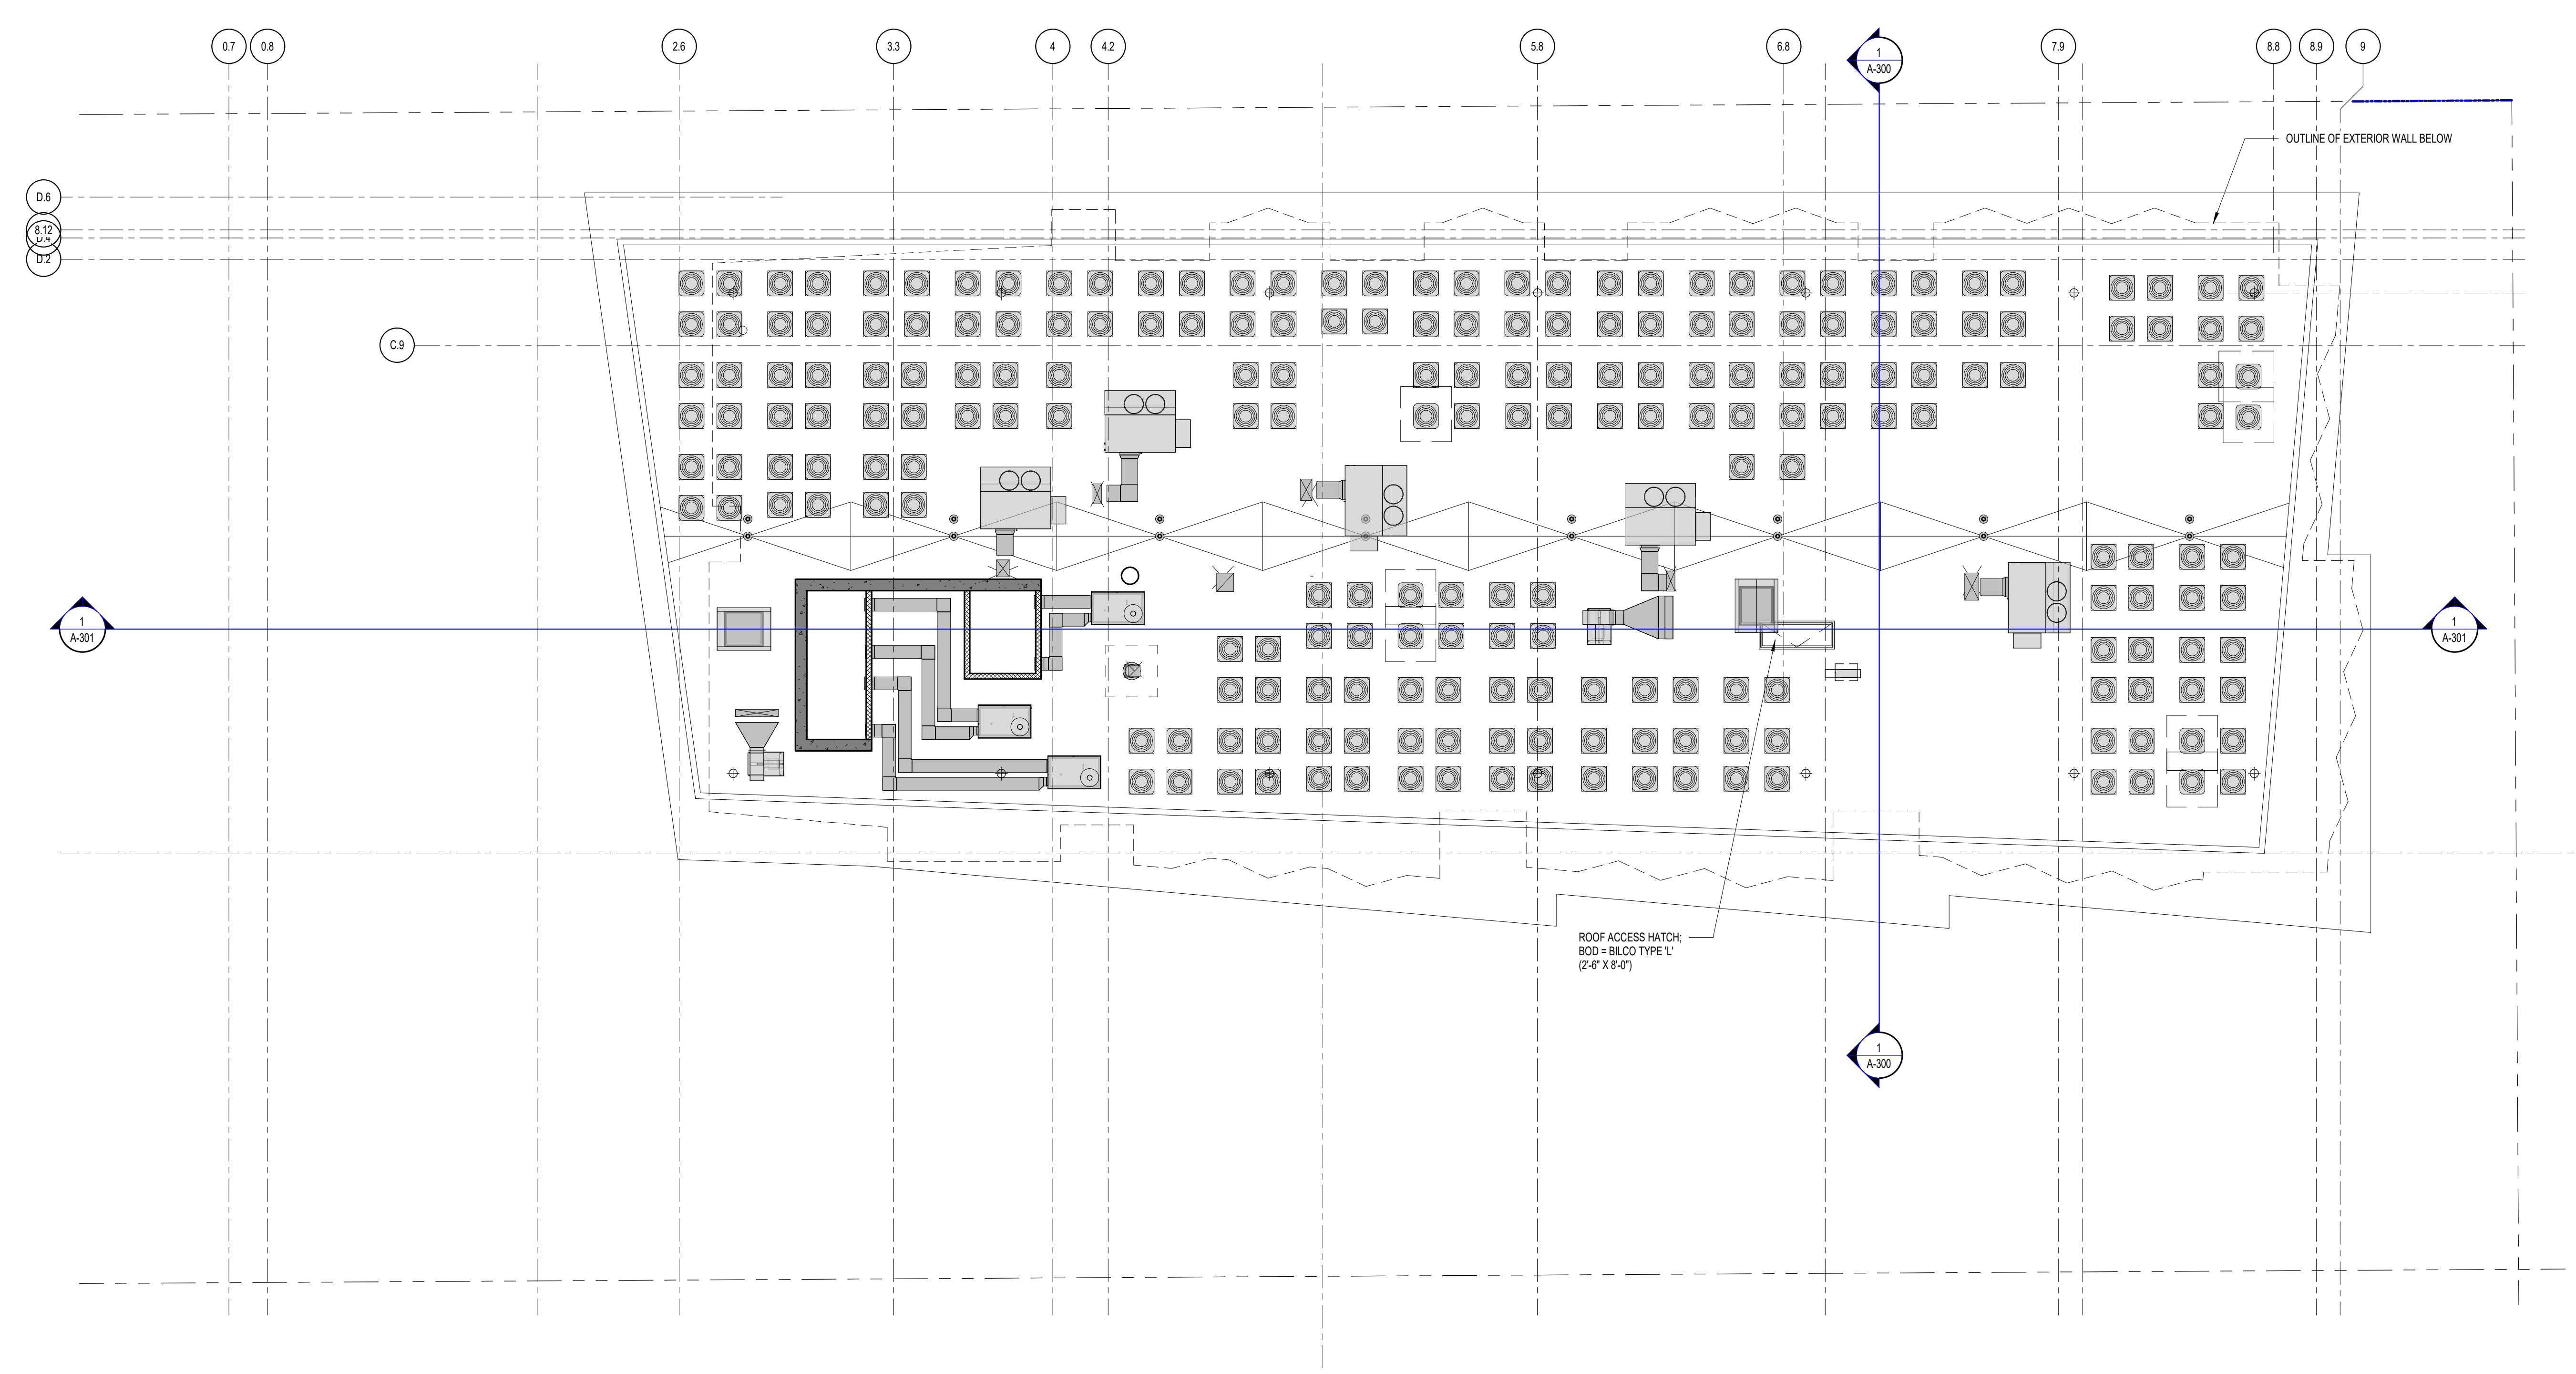 0.7
0.8
2.6
3.3
4
4.2
5.8
6.8
1
A-300
7.9
8.8
8.9
9
OUTLINE OF EXTERIOR WALL BELOW
D.6
8.12
D.4
D.2
C.9
1
A-301
1
A-301
ROOF ACCESS HATCH;
BOD = BILCO TYPE 'L'
(2'-6" X 8'-0")
1
A-300